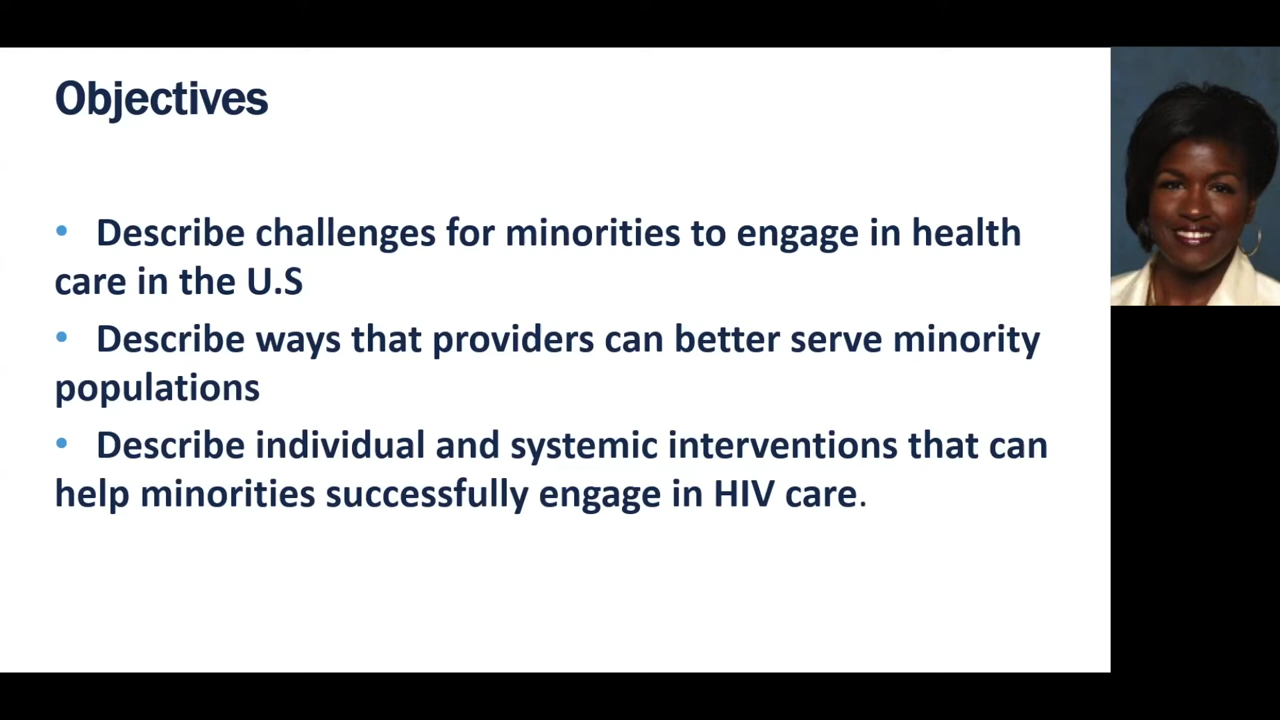 Objectives
• Describe challenges for minorities to engage in health
care in the U.S
• Describe ways that providers can better serve minority
populations
• Describe individual and systemic interventions that can
help minorities successfully engage in HIV care.